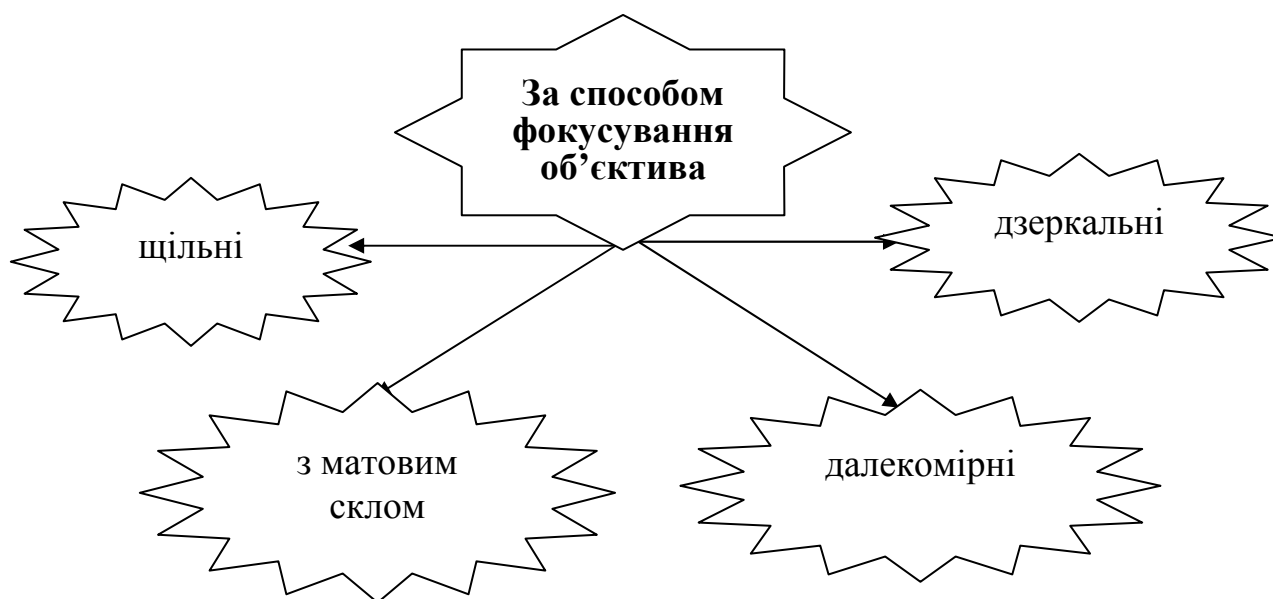 За способом
фокусування
об’єктива
щільні
дзеркальні
з матовим
склом
далекомірні